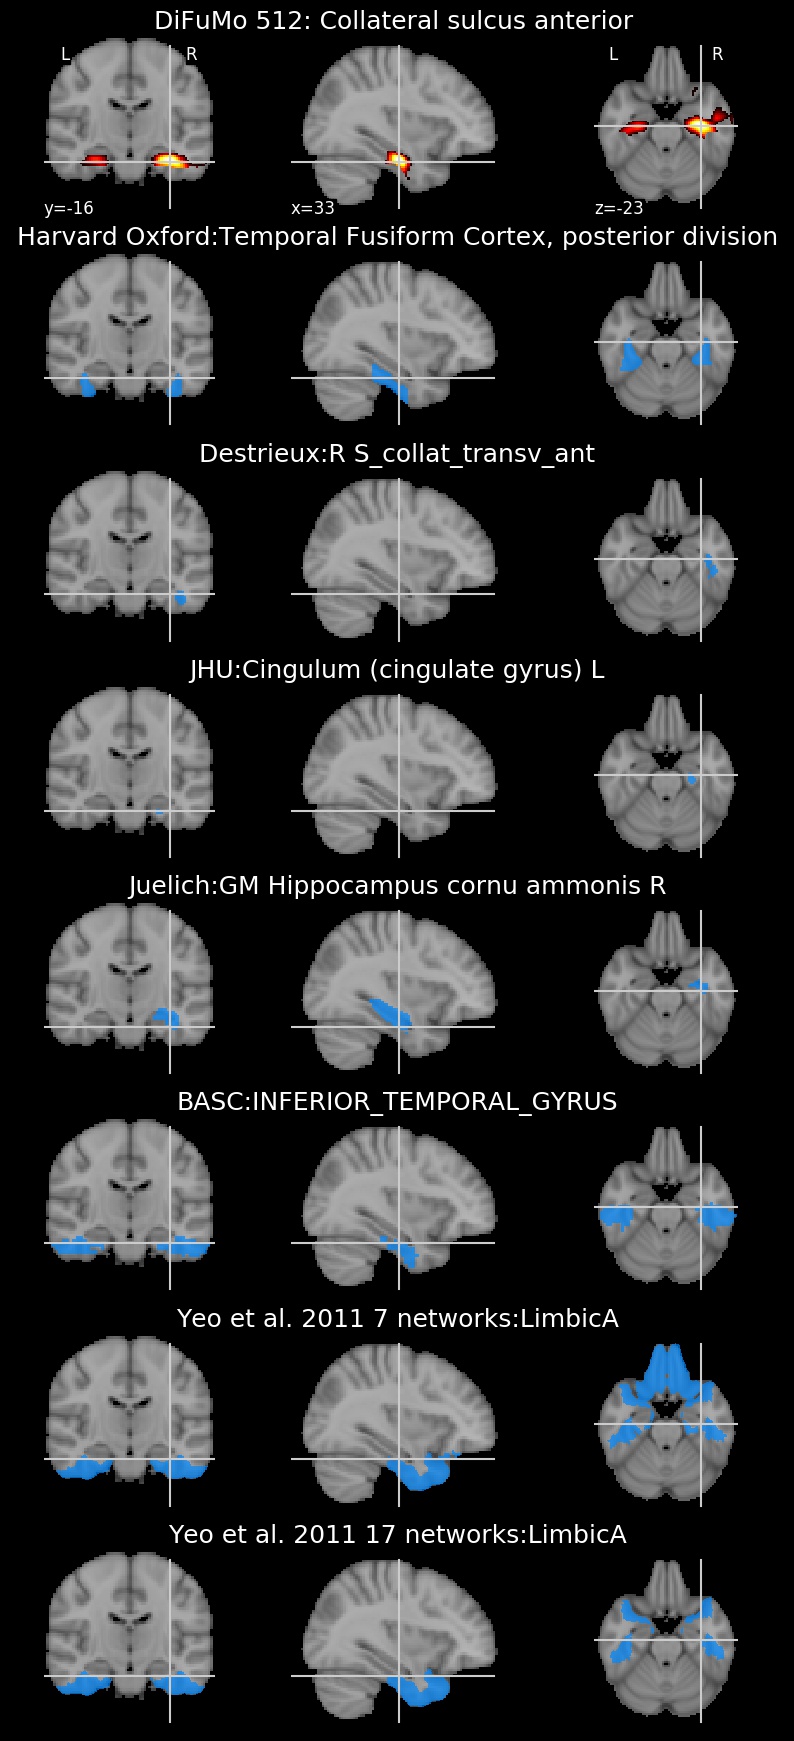 DiFuMo 512: Collateral sulcus anterior
L R L R
y=-16 x=33 z=-23
Harvard Oxford:Temporal Fusiform Cortex, posterior division
Destrieux:R S_collat_transv_ant
JHU:Cingulum (cingulate gyrus) L
Juelich:GM Hippocampus cornu ammonis R
BASC:INFERIOR_TEMPORAL_GYRUS
Yeo et al. 2011 7 networks:LimbicA
Yeo et al. 2011 17 networks:LimbicA